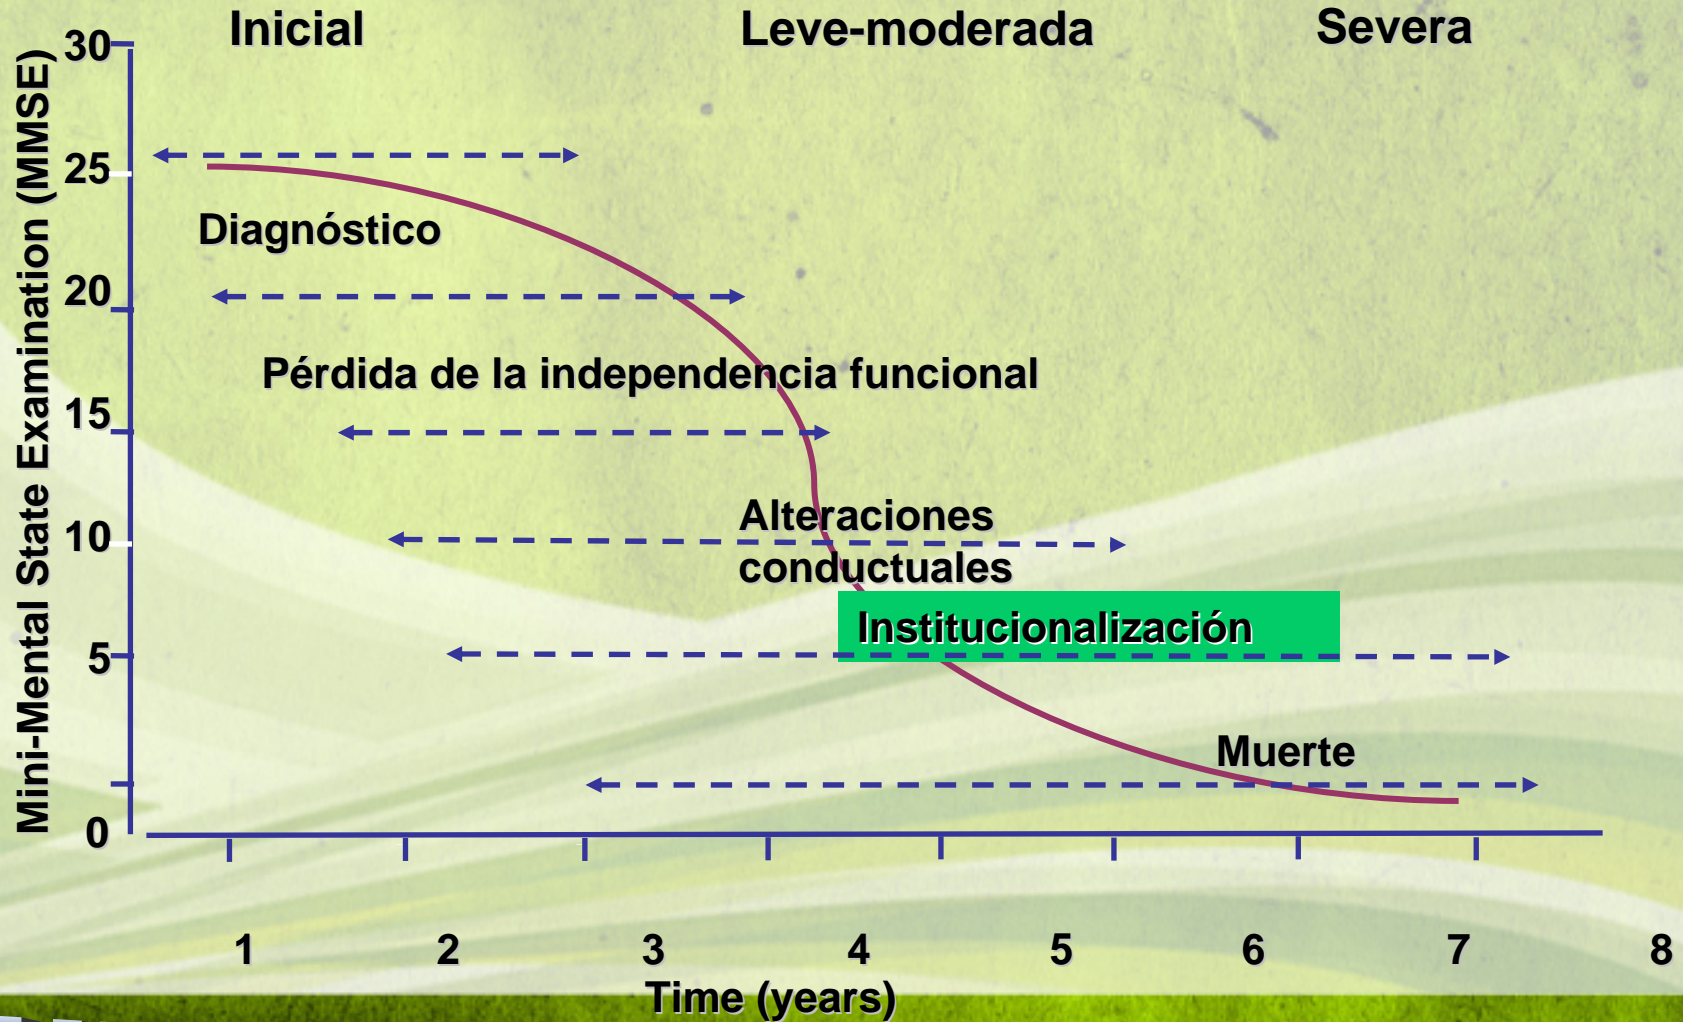 Inicial
Leve-moderada
Severa
Mini-Mental State Examination (MMSE)
30
25
20
15
10
5
0
Diagnóstico
Pérdida de la independencia funcional
Alteraciones
conductuales
Institucionalización
Muerte
1 2 3 4 5 6 7 8
Time (years)